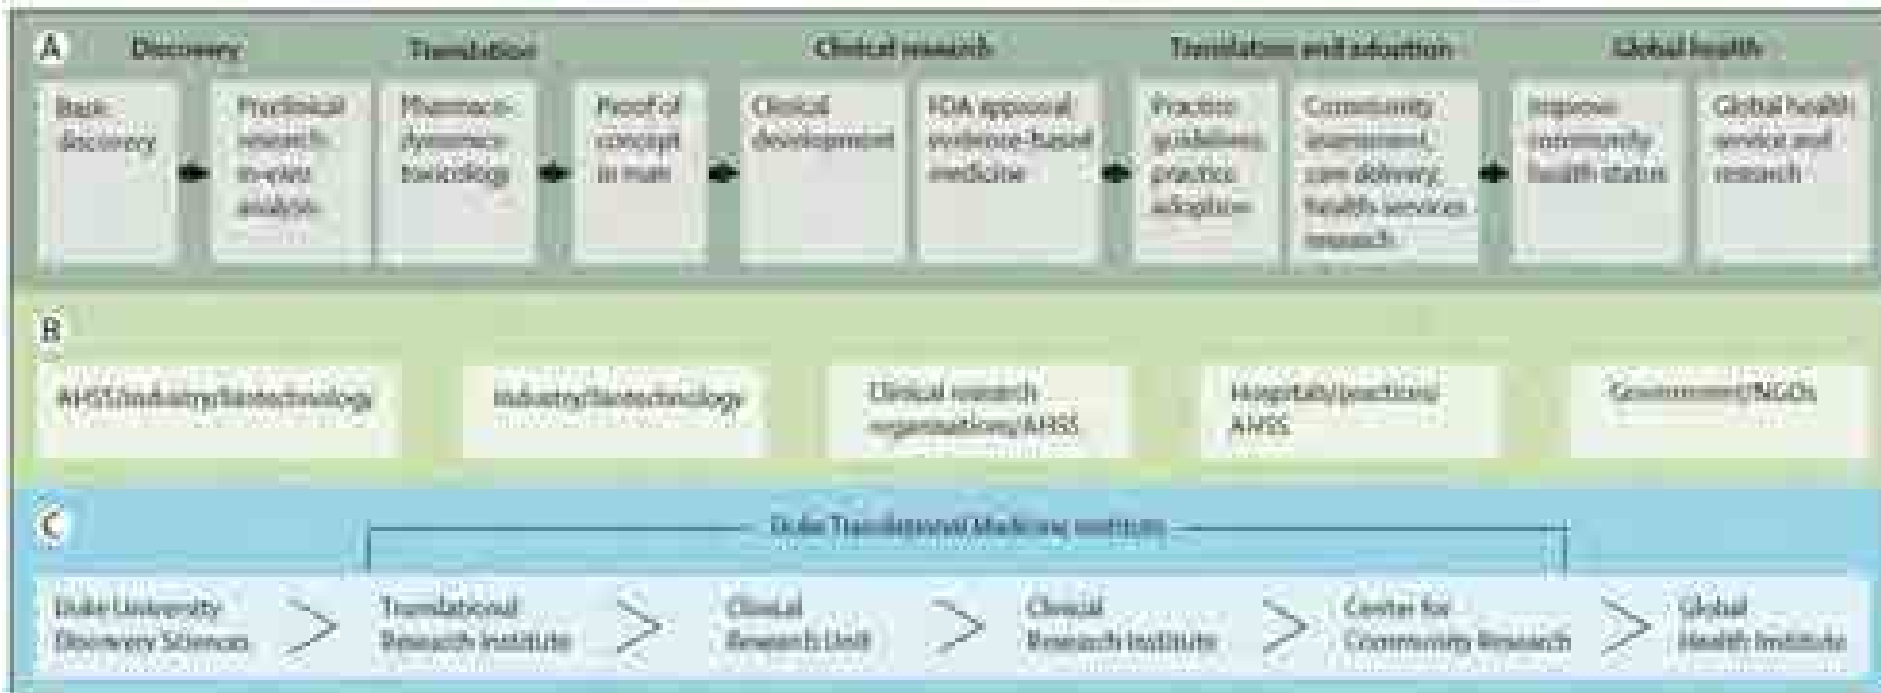 A
Discovery
Translation
Clinical research
Translation and adoption
Global health
Basic
discovery
Preclinical
research:
in-vivo
analysis
Pharmaco-
dynamics
toxicology
Proof of
concept
in man
Clinical
development
FDA approval,
evidence-based
medicine
Practice
guidelines,
practice
adoption
Community
assessment,
care delivery,
health-services
research
Improve
community
health status
Global health
service and
research
B
AHSS/industry/biotechnology
Industry/biotechnology
Clinical research
organisations/AHSS
Hospitals/practices/
AHSS
Government/NGOs
C
Duke Translational Medicine Institute
Duke University
Discovery Sciences
Translational
Research Institute
Clinical
Research Unit
Clinical
Research Institute
Center for
Community Research
Global
Health Institute